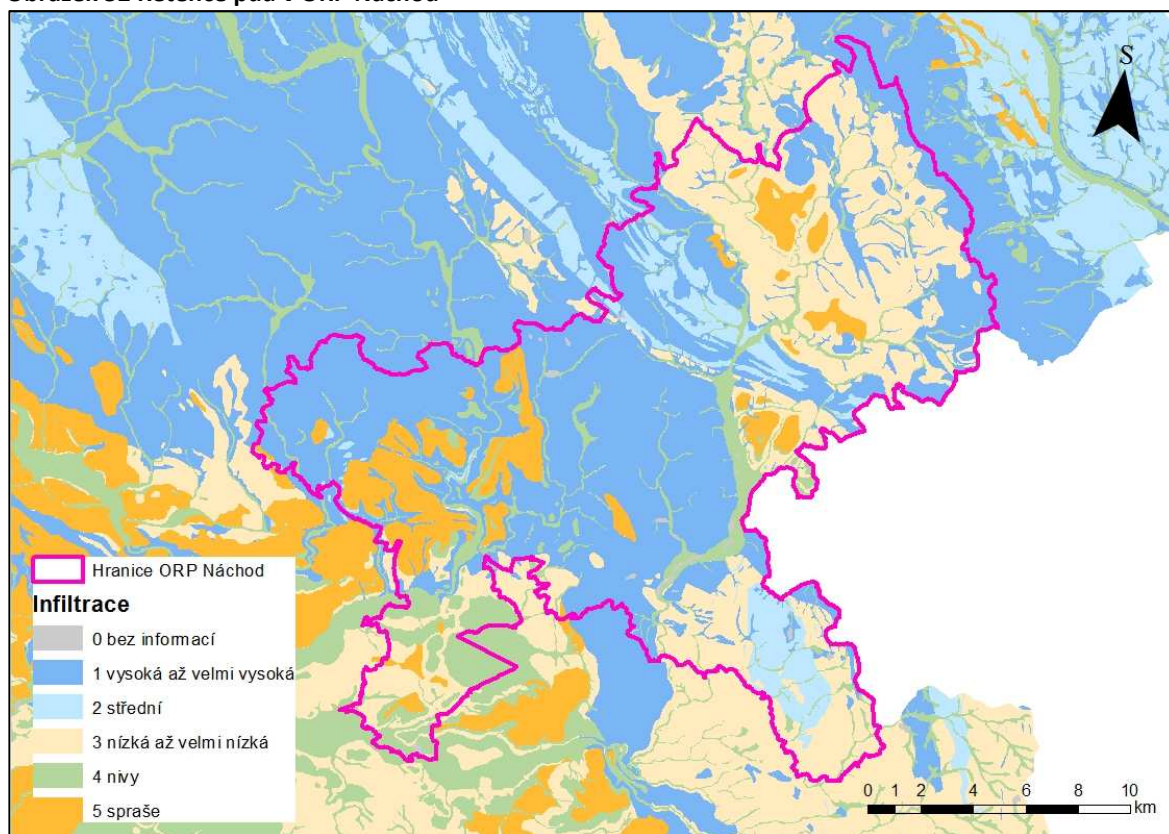 S
Hranice ORP Náchod
Infiltrace
0 bez informací
1 vysoká až velmi vysoká
2 střední
3 nízká až velmi nízká
4 nivy
5 spraše
0 1 2 4 6 8 10
km